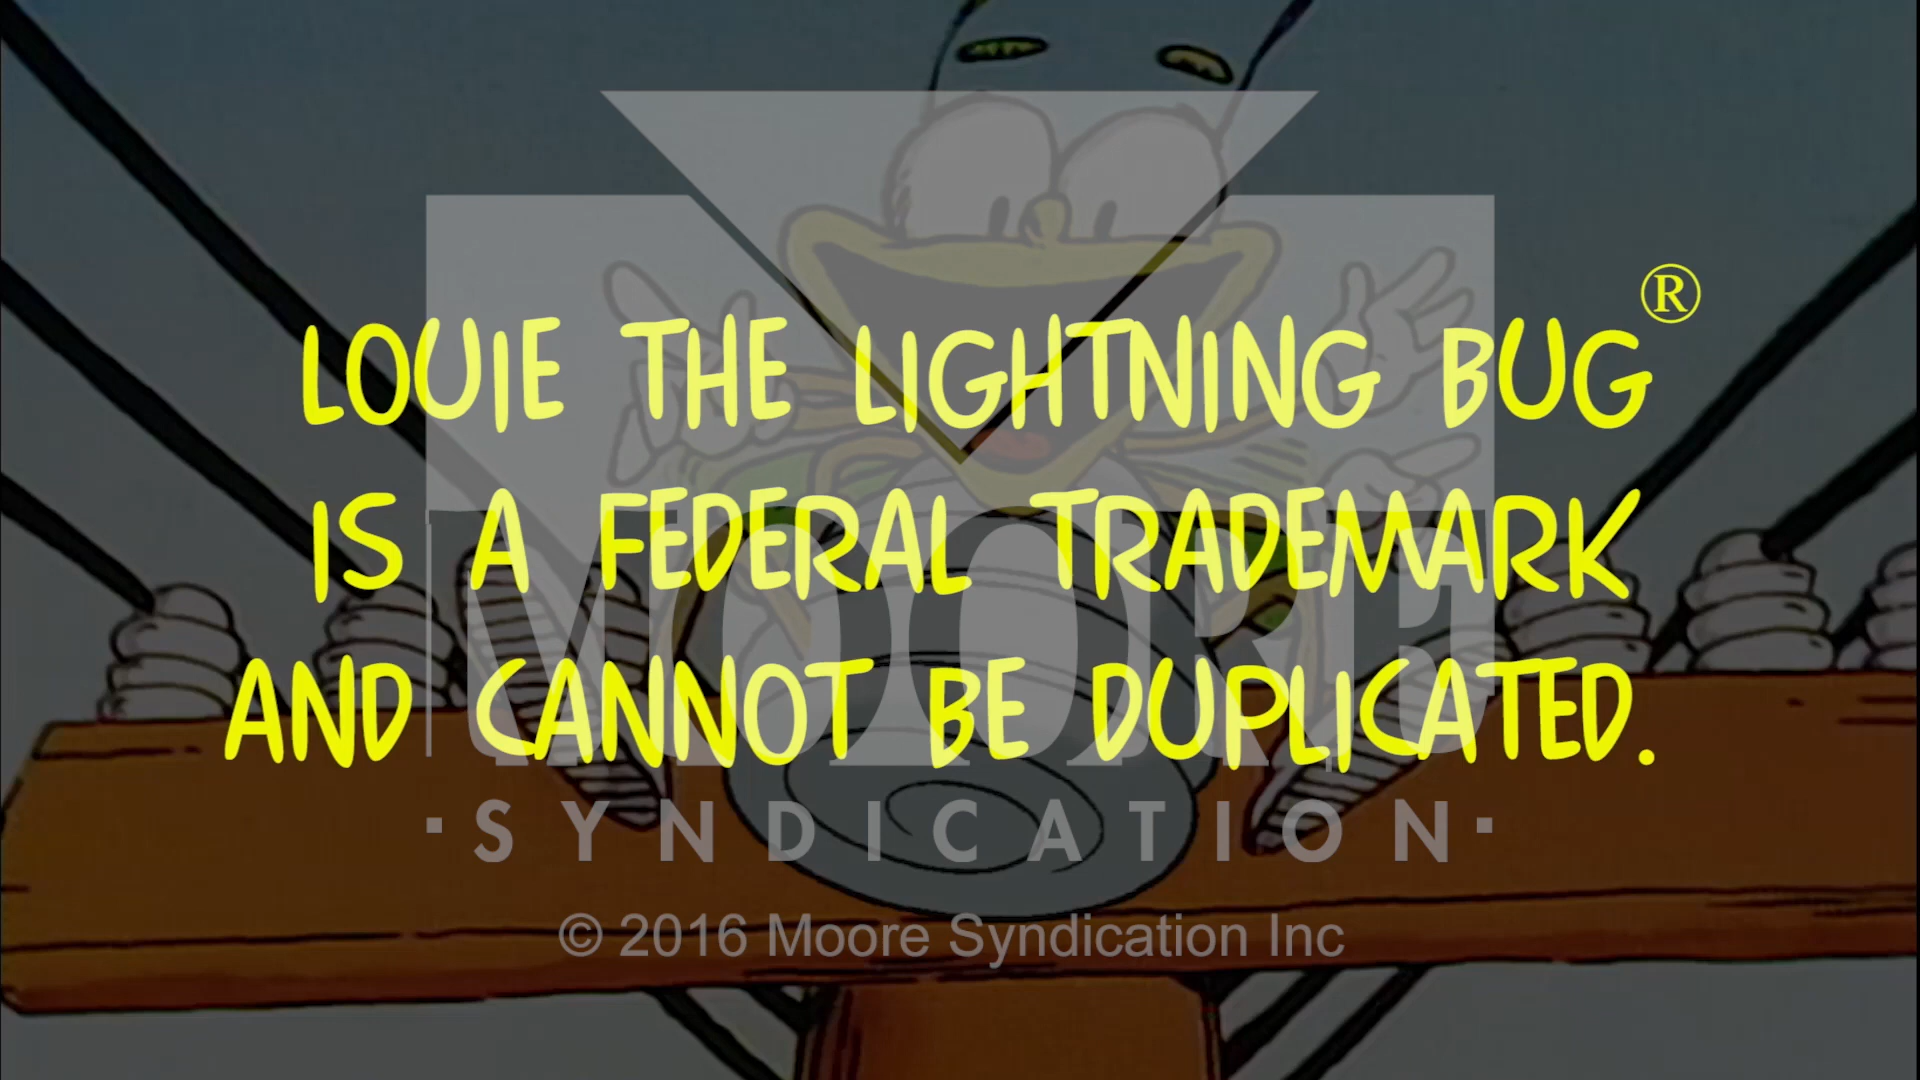 LOUIE THE LIGHTNING BUG®
IS A FEDERAL TRADEMARK
AND CANNOT BE DUPLICATED.
MOORE
·SYNDICATION·
© 2016 Moore Syndication Inc